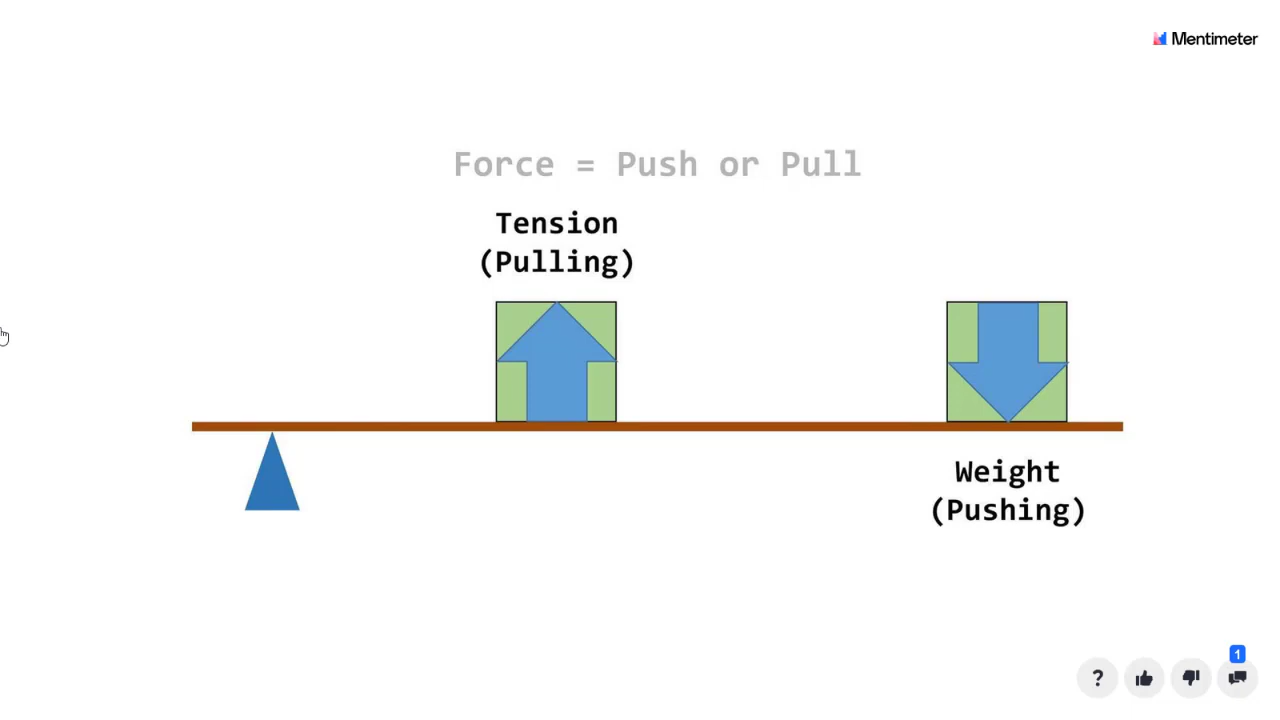 Mentimeter
Force = Push or Pull
Tension
(Pulling)
Weight
(Pushing)
1
?